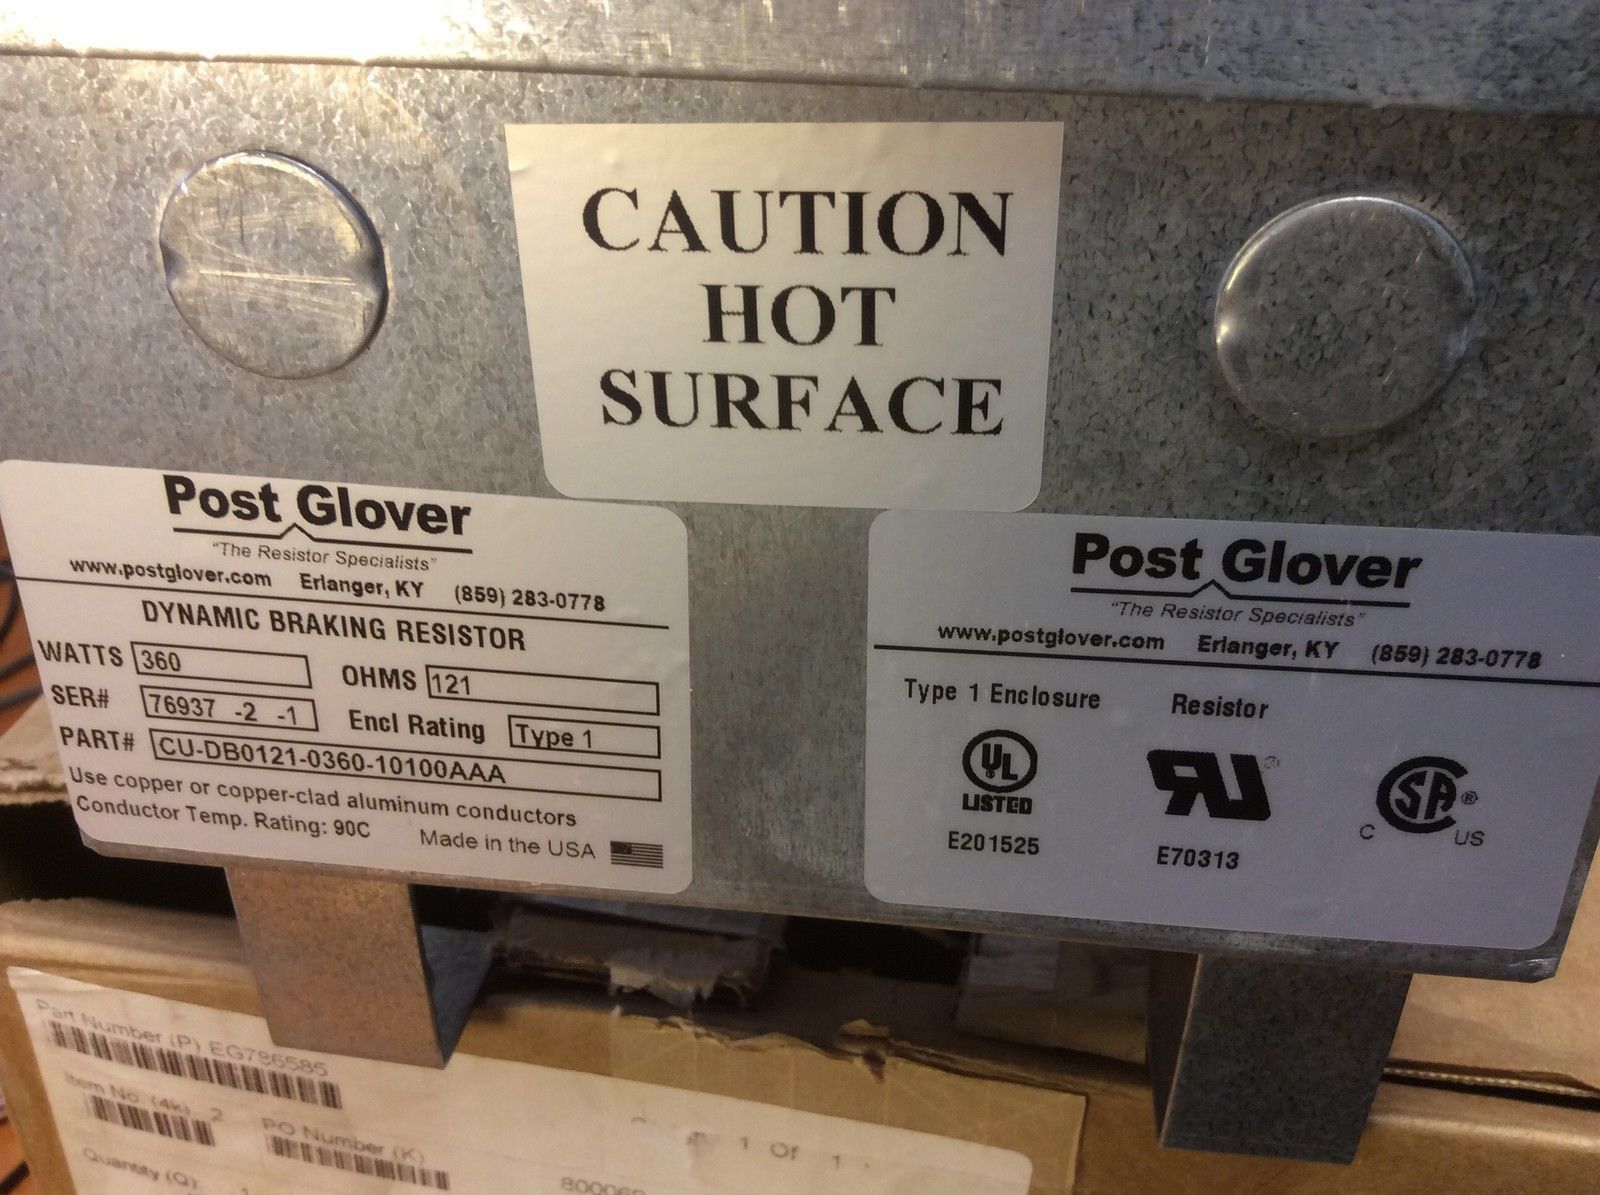 CAUTION
HOT
SURFACE
Post Glover
"The Resistor Specialists"
www.postglover.com Erlanger, KY (859) 283-0778
DYNAMIC BRAKING RESISTOR
WATTS 360 OHMS 121
SER# 76937 -2 -1 Encl Rating Type 1
PART# CU-DB0121-0360-10100AAA
Use copper or copper-clad aluminum conductors
Conductor Temp. Rating: 90C Made in the USA
Post Glover
"The Resistor Specialists"
www.postglover.com Erlanger, KY (859) 283-0778
Type 1 Enclosure Resistor
UL
LISTED
E201525
RU®
E70313
C SA® US
Part Number (P) EG786585
Item No. (4k) 2
PO Number (K)
1 Of 1
Quantity (Q)